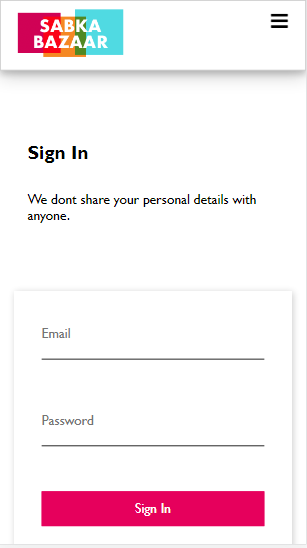 SABKA
BAZAAR
Sign In
We dont share your personal details with
anyone.
Email
Password
Sign In